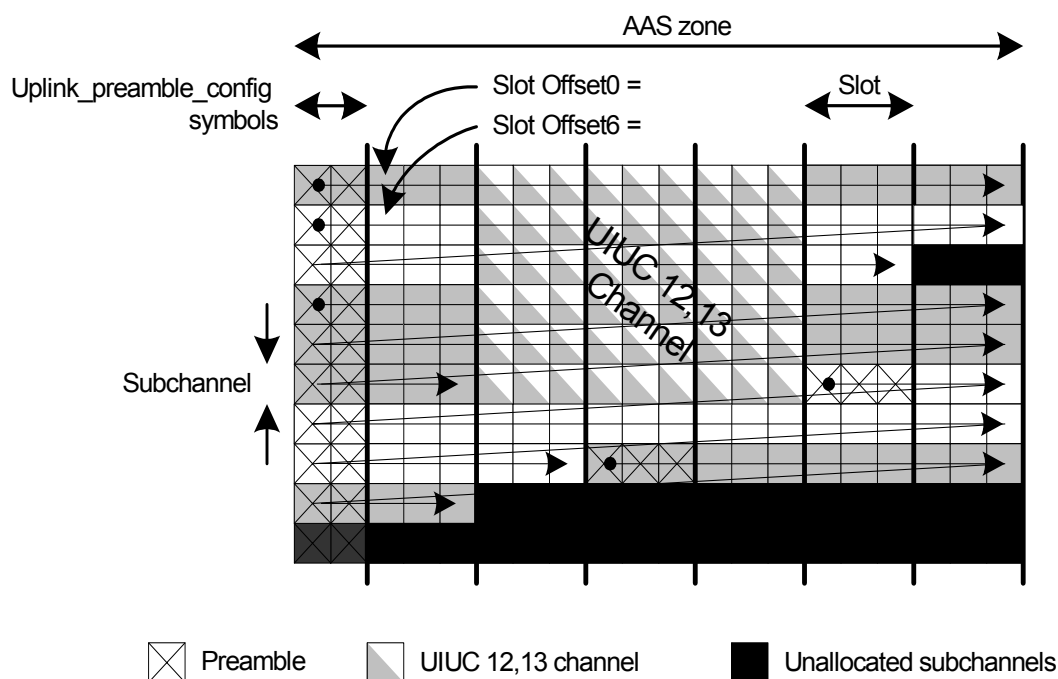 AAS zone
Uplink_preamble_config
symbols
Slot Offset0 =
Slot Offset6 =
Slot
UIUC 12,13
Channel
Subchannel
Preamble
UIUC 12,13 channel
Unallocated subchannels